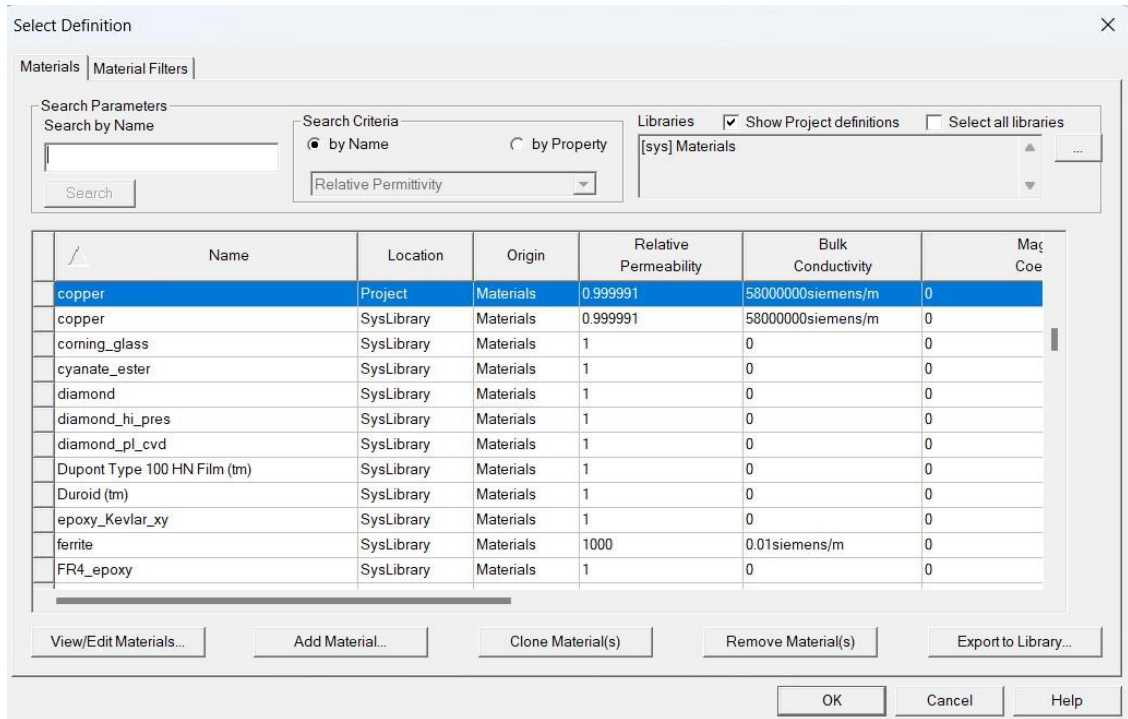 Select Definition
Materials Material Filters
Search Parameters
Search by Name
Search
Search Criteria
by Name by Property
Relative Permittivity
Libraries Show Project definitions Select all libraries
[sys] Materials
...
Name Location Origin Relative Permeability Bulk Conductivity
copper Project Materials 0.999991 58000000siemens/m 0
copper SysLibrary Materials 0.999991 58000000siemens/m 0
corning_glass SysLibrary Materials 1 0 0
cyanate_ester SysLibrary Materials 1 0 0
diamond SysLibrary Materials 1 0 0
diamond_hi_pres SysLibrary Materials 1 0 0
diamond_pl_cvd SysLibrary Materials 1 0 0
Dupont Type 100 HN Film (tm) SysLibrary Materials 1 0 0
Duroid (tm) SysLibrary Materials 1 0 0
epoxy_Kevlar_xy SysLibrary Materials 1 0 0
ferrite SysLibrary Materials 1000 0.01siemens/m 0
FR4_epoxy SysLibrary Materials 1 0 0
View/Edit Materials... Add Material... Clone Material(s) Remove Material(s) Export to Library...
OK Cancel Help